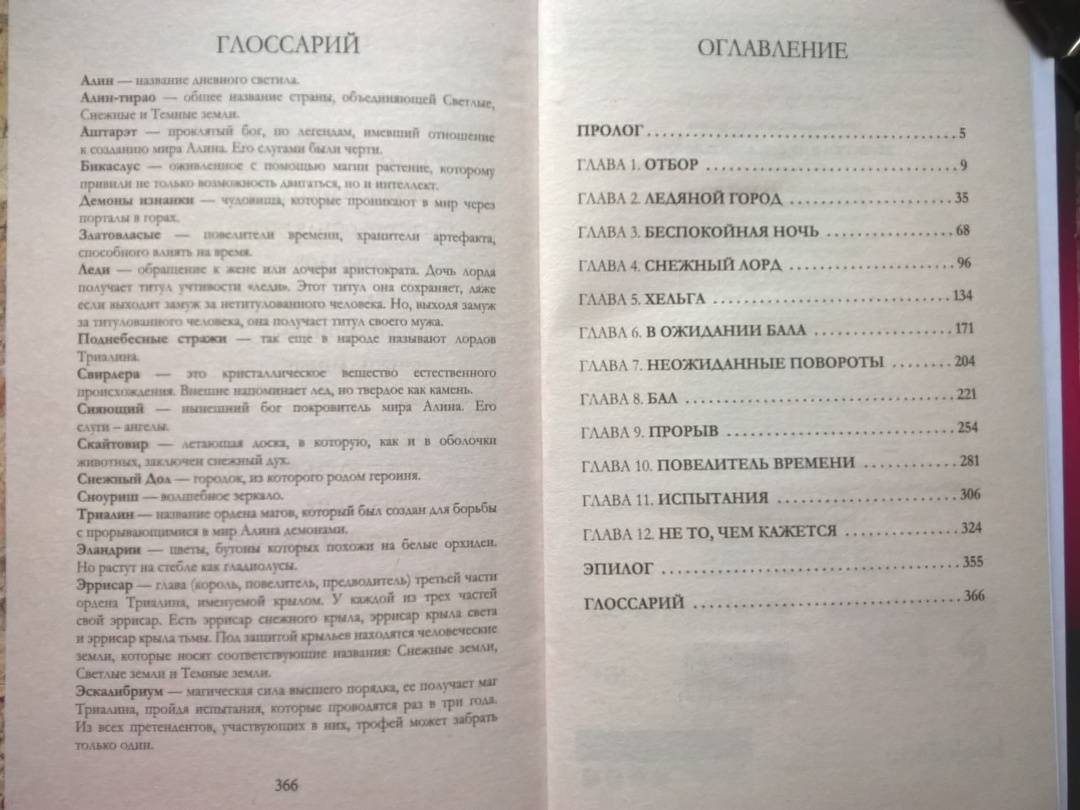 ГЛОССАРИЙ
Алин — название дневного светила.
Алин-тирао — общее название страны, объединяющей Светлые,
Снежные и Темные земли.
Аштарэт — проклятый бог, по легендам, имевший отношение
к созданию мира Алина. Его слугами были черти.
Бикаслус — оживленное с помощью магии растение, которому
привили не только возможность двигаться, но и интеллект.
Демоны изнанки — чудовища, которые проникают в мир через
порталы в горах.
Златовласые — повелители времени, хранители артефакта,
способного влиять на время.
Леди — обращение к жене или дочери аристократа. Дочь лорда
получает титул учтивости «леди». Этот титул она сохраняет, даже
если выходит замуж за нетитулованного человека. Но, выходя замуж
за титулованного человека, она получает титул своего мужа.
Поднебесные стражи — так еще в народе называют лордов
Триалина.
Свирлера — это кристаллическое вещество естественного
происхождения. Внешне напоминает лед, но твердое как камень.
Сияющий — нынешний бог покровитель мира Алина. Его
слуги – ангелы.
Скайтовир — летающая доска, в которую, как и в оболочки
животных, заключен снежный дух.
Снежный Дол — городок, из которого родом героиня.
Сноуриш — волшебное зеркало.
Триалин — название ордена магов, который был создан для борьбы
с прорывающимися в мир Алина демонами.
Эландрии — цветы, бутоны которых похожи на белые орхидеи.
Но растут на стебле как гладиолусы.
Эррисар — глава (король, повелитель, предводитель) третьей части
ордена Триалина, именуемой крылом. У каждой из трех частей
свой эррисар. Есть эррисар снежного крыла, эррисар крыла света
и эррисар крыла тьмы. Под защитой крыльев находятся человеческие
земли, которые носят соответствующие названия: Снежные земли,
Светлые земли и Темные земли.
Эскалибриум — магическая сила высшего порядка, ее получает маг
Триалина, пройдя испытания, которые проводятся раз в три года.
Из всех претендентов, участвующих в них, трофей может забрать
только один.
366
ОГЛАВЛЕНИЕ
ПРОЛОГ ..... 5
ГЛАВА 1. ОТБОР ..... 9
ГЛАВА 2. ЛЕДЯНОЙ ГОРОД ..... 35
ГЛАВА 3. БЕСПОКОЙНАЯ НОЧЬ ..... 68
ГЛАВА 4. СНЕЖНЫЙ ЛОРД ..... 96
ГЛАВА 5. ХЕЛЬГА ..... 134
ГЛАВА 6. В ОЖИДАНИИ БАЛА ..... 171
ГЛАВА 7. НЕОЖИДАННЫЕ ПОВОРОТЫ ..... 204
ГЛАВА 8. БАЛ ..... 221
ГЛАВА 9. ПРОРЫВ ..... 254
ГЛАВА 10. ПОВЕЛИТЕЛЬ ВРЕМЕНИ ..... 281
ГЛАВА 11. ИСПЫТАНИЯ ..... 306
ГЛАВА 12. НЕ ТО, ЧЕМ КАЖЕТСЯ ..... 324
ЭПИЛОГ ..... 355
ГЛОССАРИЙ ..... 366